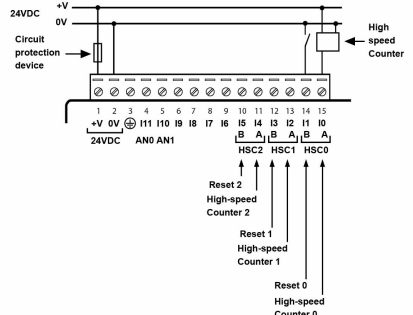 24VDC
+V
0V
Circuit
protection
device
High
speed
Counter
1 2 3 4 5 6 7 8 9 10 11 12 13 14 15
+V 0V I11 I10 I9 I8 I7 I6 I5 I4 I3 I2 I1 I0
B A B A B A
24VDC AN0 AN1 HSC2 HSC1 HSC0
Reset 2
High-speed
Counter 2
Reset 1
High-speed
Counter 1
Reset 0
High-speed
Counter 0